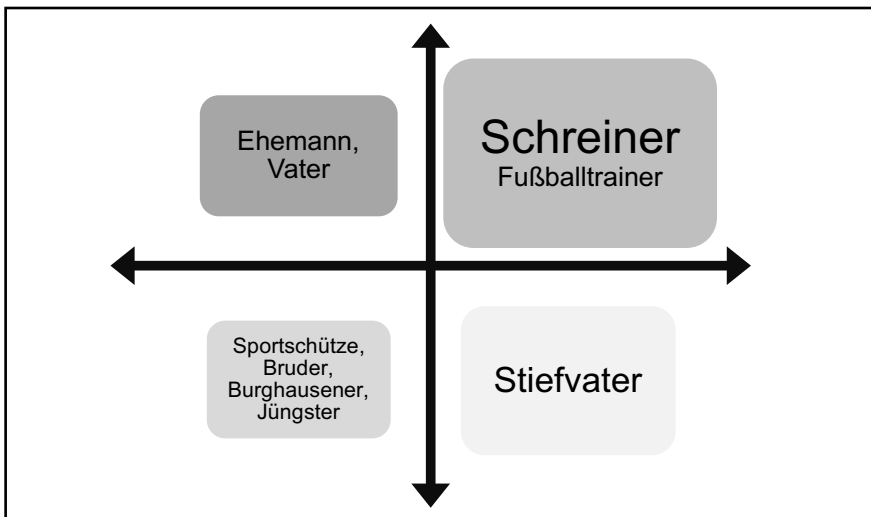 Ehemann,
Vater
Schreiner
Fußballtrainer
Sportschütze,
Bruder,
Burghausener,
Jüngster
Stiefvater